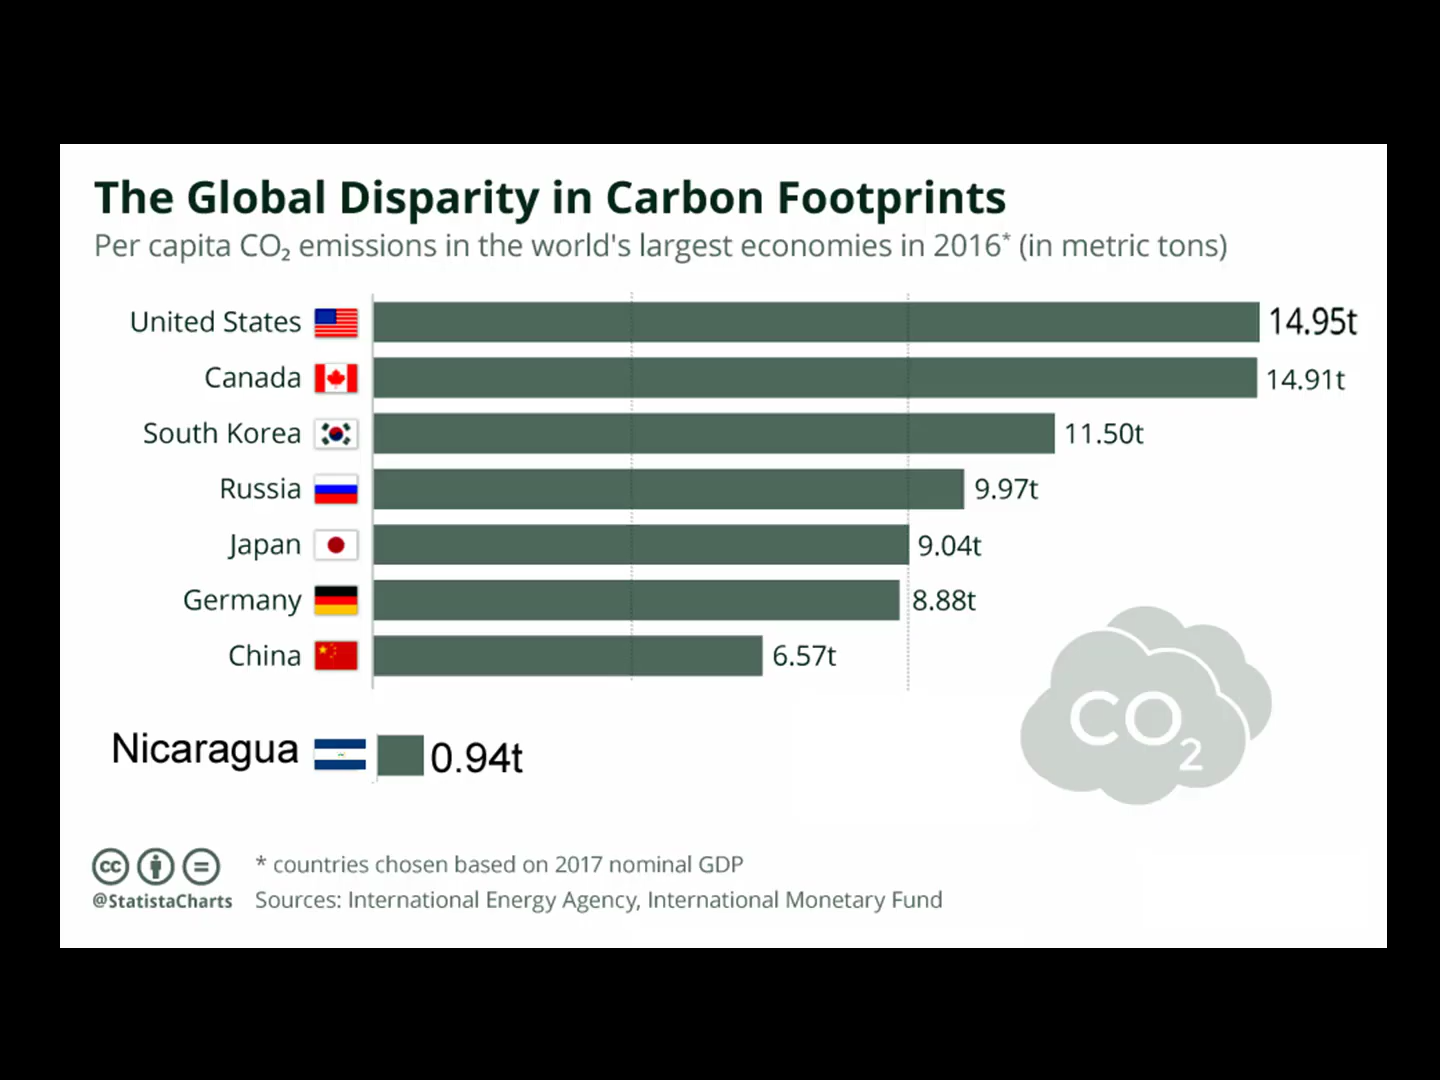 The Global Disparity in Carbon Footprints
Per capita CO₂ emissions in the world's largest economies in 2016* (in metric tons)
United States 14.95t
Canada 14.91t
South Korea 11.50t
Russia 9.97t
Japan 9.04t
Germany 8.88t
China 6.57t
Nicaragua 0.94t
CO₂
cc =
* countries chosen based on 2017 nominal GDP
@StatistaCharts Sources: International Energy Agency, International Monetary Fund